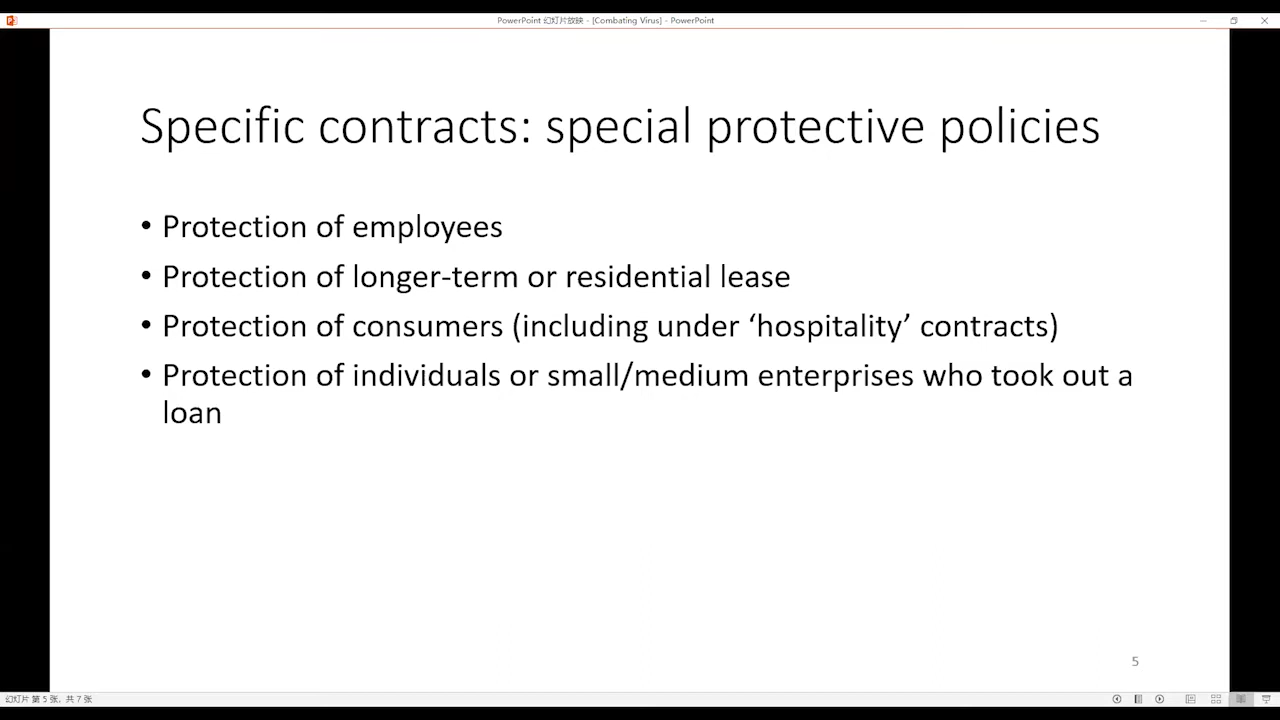 PowerPoint 幻灯片放映 - [Combating Virus] - PowerPoint
Specific contracts: special protective policies
• Protection of employees
• Protection of longer-term or residential lease
• Protection of consumers (including under ‘hospitality’ contracts)
• Protection of individuals or small/medium enterprises who took out a
loan
5
幻灯片 第 5 张，共 7 张